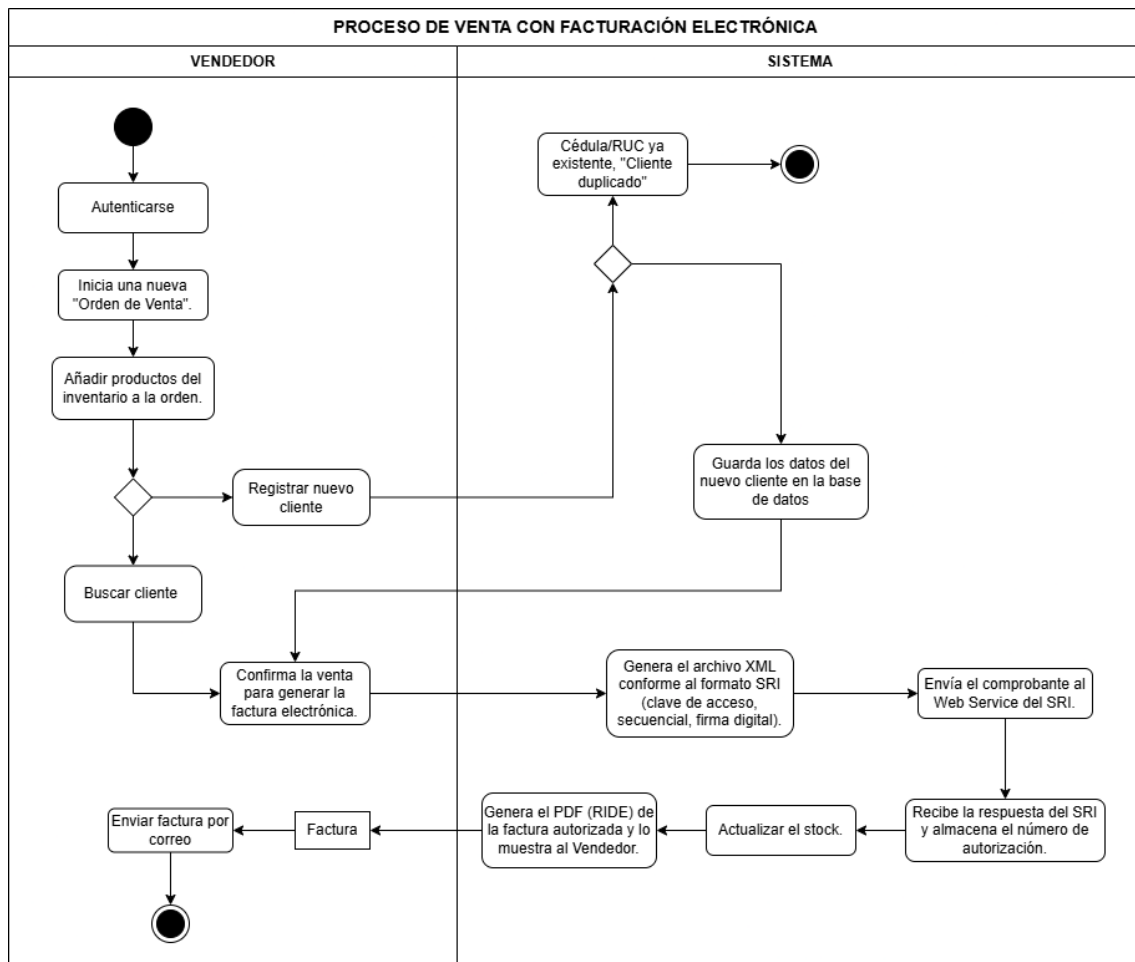 PROCESO DE VENTA CON FACTURACIÓN ELECTRÓNICA
VENDEDOR
SISTEMA
Cédula/RUC ya
existente, "Cliente
duplicado"
Autenticarse
Inicia una nueva
"Orden de Venta".
Añadir productos del
inventario a la orden.
Registrar nuevo
cliente
Guarda los datos del
nuevo cliente en la base
de datos
Buscar cliente
Confirma la venta
para generar la
factura electrónica.
Genera el archivo XML
conforme al formato SRI
(clave de acceso,
secuencial, firma digital).
Envía el comprobante al
Web Service del SRI.
Enviar factura por
correo
Factura
Genera el PDF (RIDE) de
la factura autorizada y lo
muestra al Vendedor.
Actualizar el stock.
Recibe la respuesta del SRI
y almacena el número de
autorización.